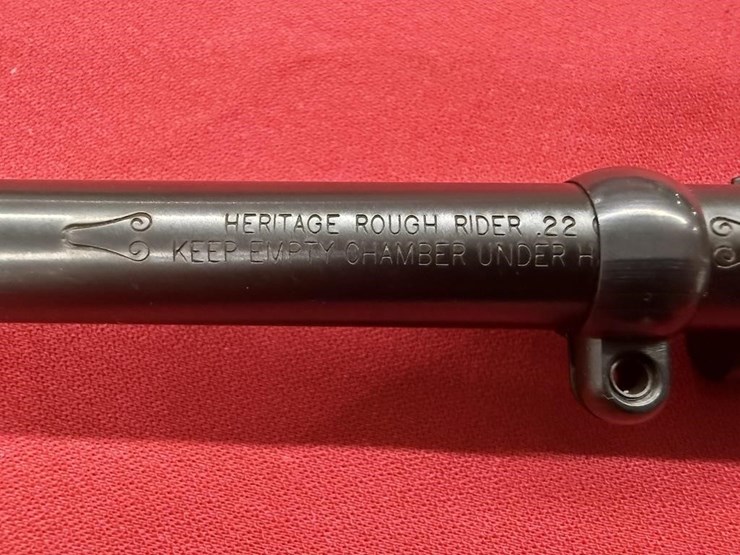 HERITAGE ROUGH RIDER .22
KEEP EMPTY CHAMBER UNDER H